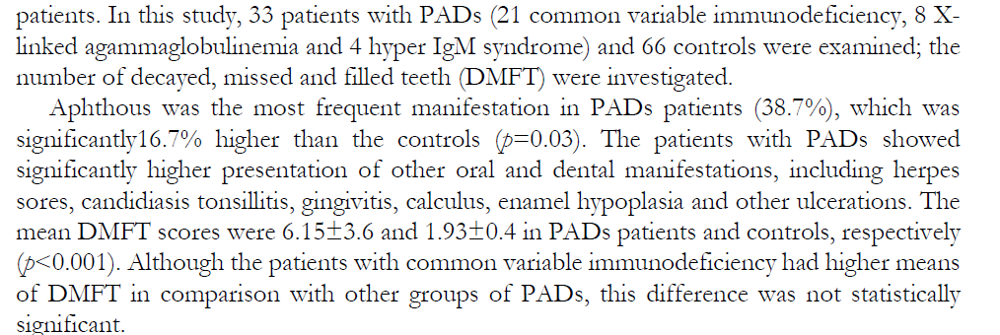 patients. In this study, 33 patients with PADs (21 common variable immunodeficiency, 8 X-
linked agammaglobulinemia and 4 hyper IgM syndrome) and 66 controls were examined; the
number of decayed, missed and filled teeth (DMFT) were investigated.
Aphthous was the most frequent manifestation in PADs patients (38.7%), which was
significantly16.7% higher than the controls (p=0.03). The patients with PADs showed
significantly higher presentation of other oral and dental manifestations, including herpes
sores, candidiasis tonsillitis, gingivitis, calculus, enamel hypoplasia and other ulcerations. The
mean DMFT scores were 6.15±3.6 and 1.93±0.4 in PADs patients and controls, respectively
(p<0.001). Although the patients with common variable immunodeficiency had higher means
of DMFT in comparison with other groups of PADs, this difference was not statistically
significant.